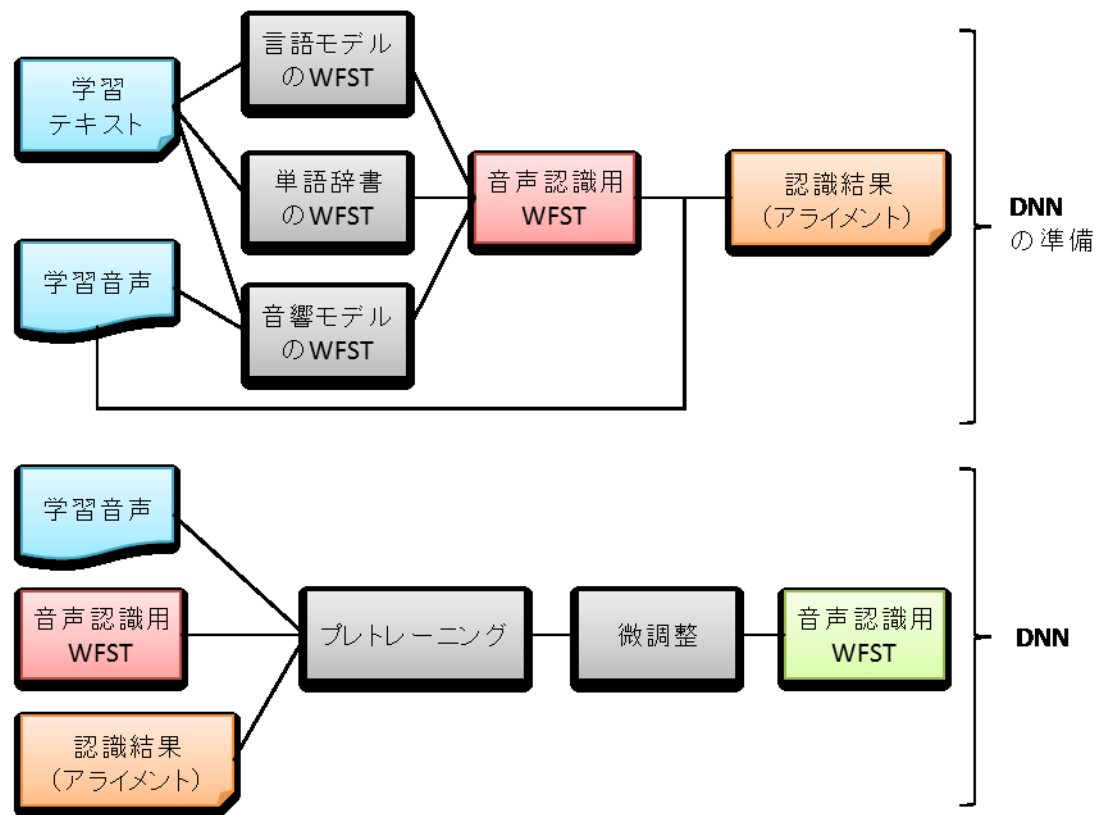 学習
テキスト
言語モデル
のWFST
単語辞書
のWFST
学習音声
音響モデル
のWFST
音声認識用
WFST
認識結果
(アライメント)
DNN
の準備
学習音声
音声認識用
WFST
認識結果
(アライメント)
プレトレーニング
微調整
音声認識用
WFST
DNN